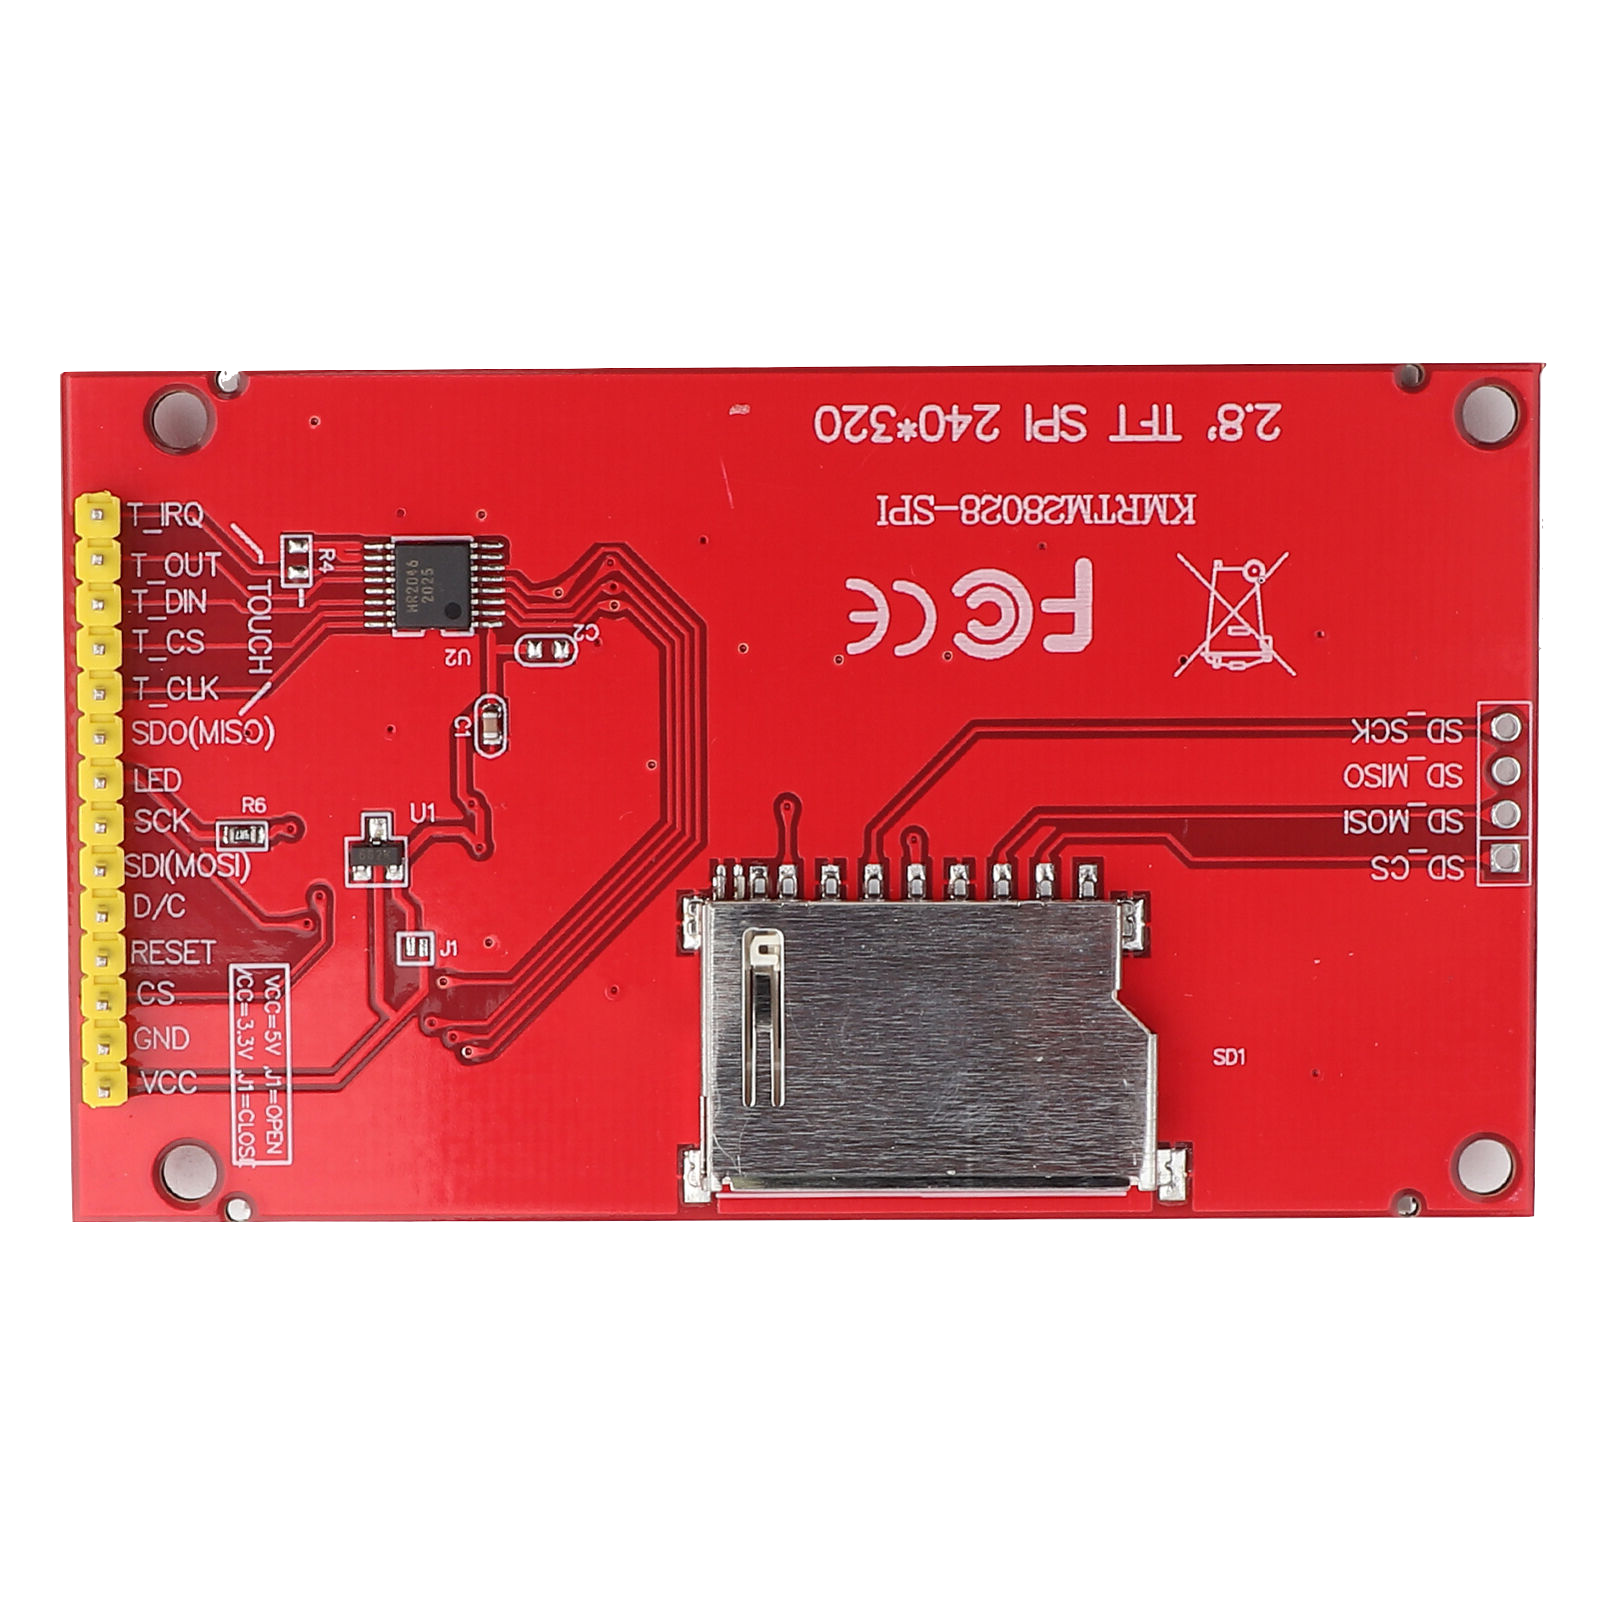 2.8' TFT SPI 240*320
KMRTM28028-SPI
FC CE
T_IRQ
T_OUT
T_DIN
T_CS
T_CLK
TOUCH
SDO(MISO)
LED
SCK
SDI(MOSI)
D/C
RESET
CS
GND
VCC
R4
HR2046
2025
U2
C2
C1
R6
U1
J1
VCC=5V ,J1=OPEN
VCC=3.3V ,J1=CLOSE
SD_SCK
SD_MISO
SD_MOSI
SD_CS
SD1